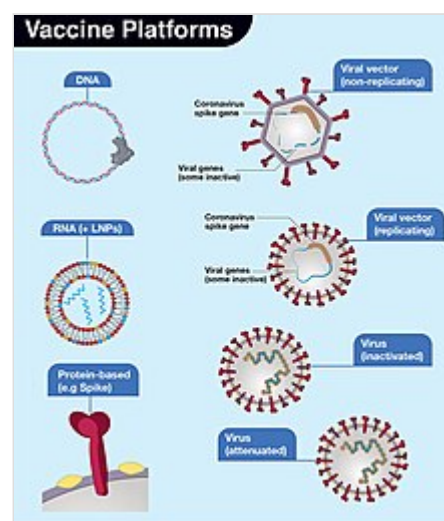 Vaccine Platforms
DNA
Viral vector
(non-replicating)
Coronavirus
spike gene
Viral genes
(some inactive)
RNA (+ LNPs)
Coronavirus
spike gene
Viral vector
(replicating)
Viral genes
(some inactive)
Protein-based
(e.g Spike)
Virus
(inactivated)
Virus
(attenuated)